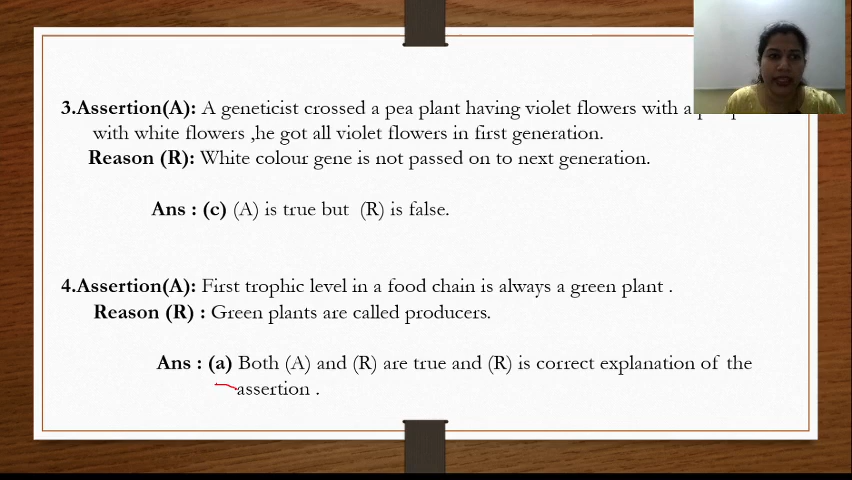 3.Assertion(A): A geneticist crossed a pea plant having violet flowers with a
with white flowers ,he got all violet flowers in first generation.
Reason (R): White colour gene is not passed on to next generation.
Ans : (c) (A) is true but (R) is false.
4.Assertion(A): First trophic level in a food chain is always a green plant .
Reason (R) : Green plants are called producers.
Ans : (a) Both (A) and (R) are true and (R) is correct explanation of the
assertion .